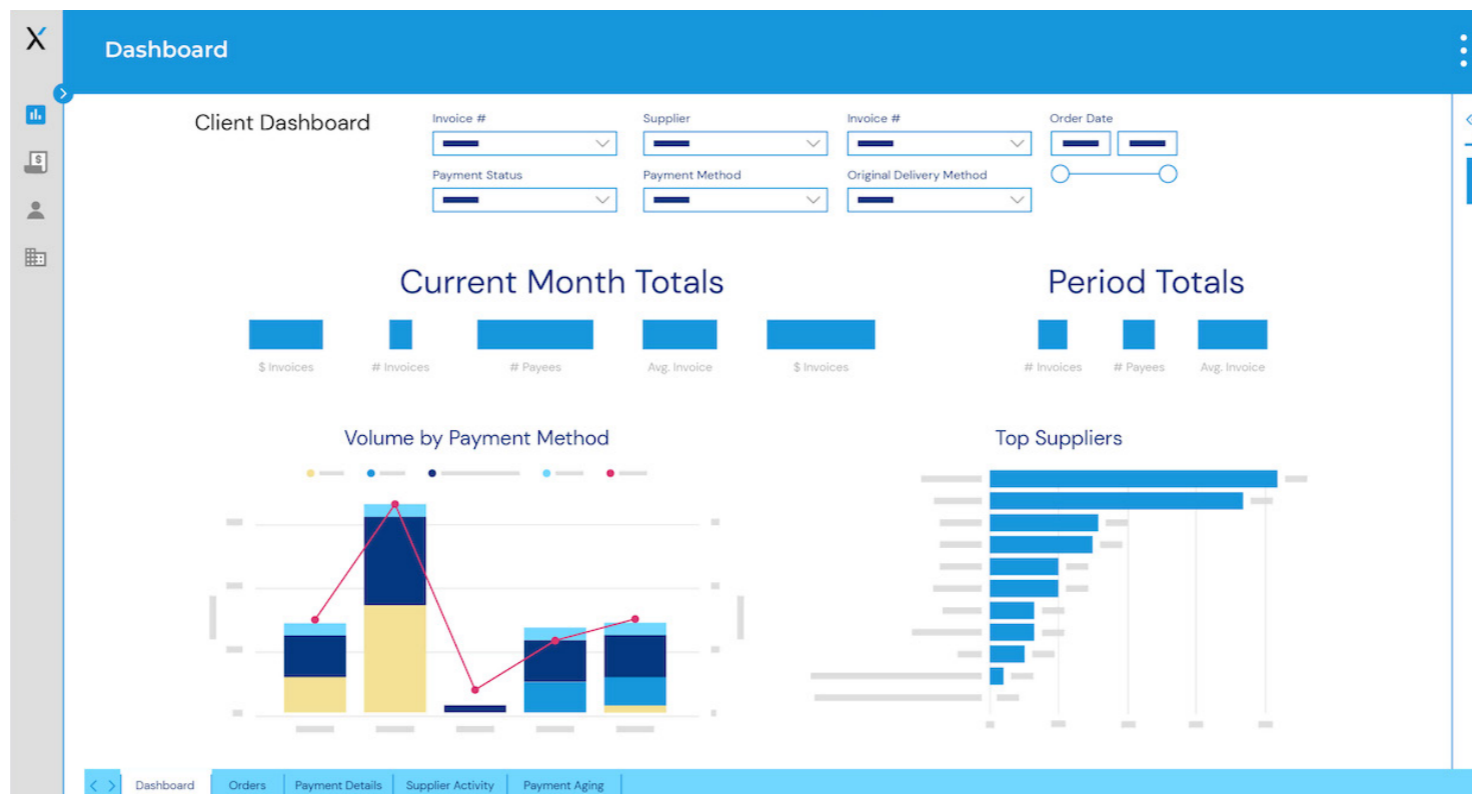 X
Dashboard
Client Dashboard
Invoice #
Supplier
Invoice #
Order Date
Payment Status
Payment Method
Original Delivery Method
Current Month Totals
Period Totals
$ Invoices
# Invoices
# Payees
Avg. Invoice
$ Invoices
# Invoices
# Payees
Avg. Invoice
Volume by Payment Method
Top Suppliers
Dashboard
Orders
Payment Details
Supplier Activity
Payment Aging